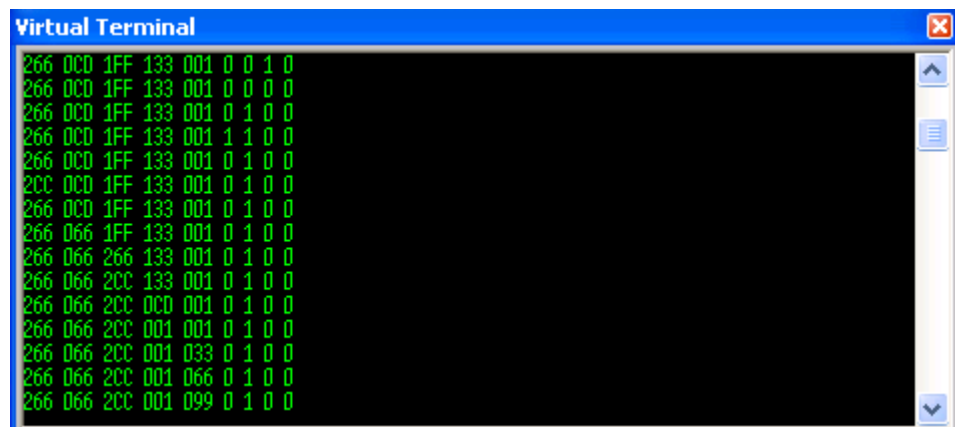 Virtual Terminal
266 0CD 1FF 133 001 0 0 1 0
266 0CD 1FF 133 001 0 0 0 0
266 0CD 1FF 133 001 0 1 0 0
266 0CD 1FF 133 001 1 1 0 0
266 0CD 1FF 133 001 0 1 0 0
2CC 0CD 1FF 133 001 0 1 0 0
266 0CD 1FF 133 001 0 1 0 0
266 066 1FF 133 001 0 1 0 0
266 066 266 133 001 0 1 0 0
266 066 2CC 133 001 0 1 0 0
266 066 2CC 0CD 001 0 1 0 0
266 066 2CC 001 001 0 1 0 0
266 066 2CC 001 033 0 1 0 0
266 066 2CC 001 066 0 1 0 0
266 066 2CC 001 099 0 1 0 0